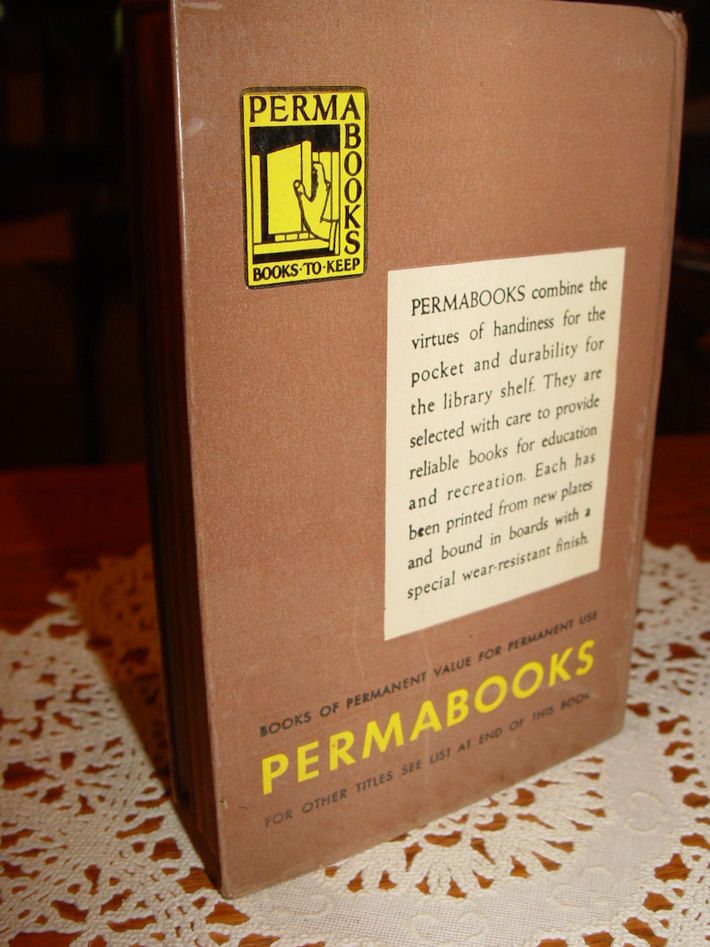 PERMA
BOOKS
BOOKS·TO·KEEP
PERMABOOKS combine the
virtues of handiness for the
pocket and durability for
the library shelf. They are
selected with care to provide
reliable books for education
and recreation. Each has
been printed from new plates
and bound in boards with a
special wear-resistant finish.
BOOKS OF PERMANENT VALUE FOR PERMANENT USE
PERMABOOKS
FOR OTHER TITLES SEE LIST AT END OF THIS BOOK